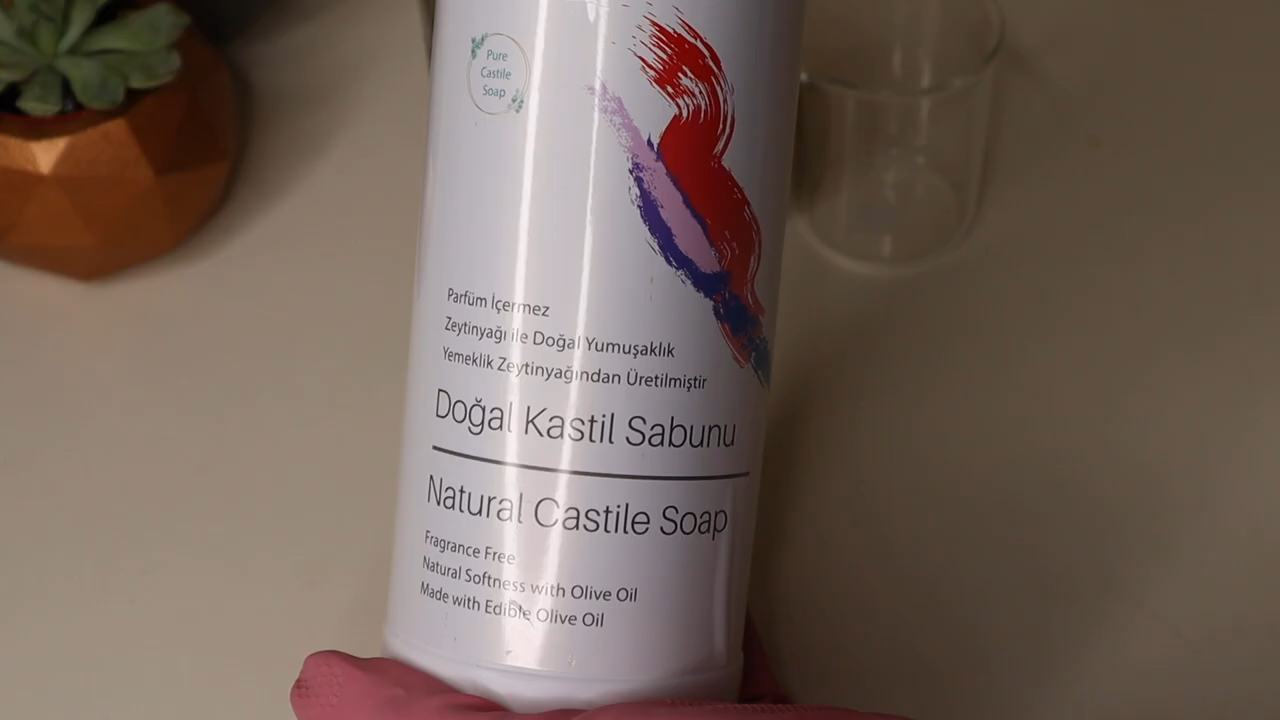 Pure
Castile
Soap
Parfüm İçermez
Zeytinyağı ile Doğal Yumuşaklık
Yemeklik Zeytinyağından Üretilmiştir
Doğal Kastil Sabunu
Natural Castile Soap
Fragrance Free
Natural Softness with Olive Oil
Made with Edible Olive Oil